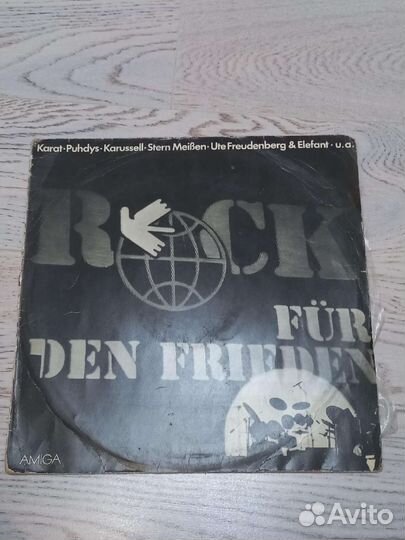 Karat·Puhdys·Karussell·Stern Meißen·Ute Freudenberg & Elefant·u.a.
ROCK
FÜR
DEN FRIEDEN
AMIGA
Avito